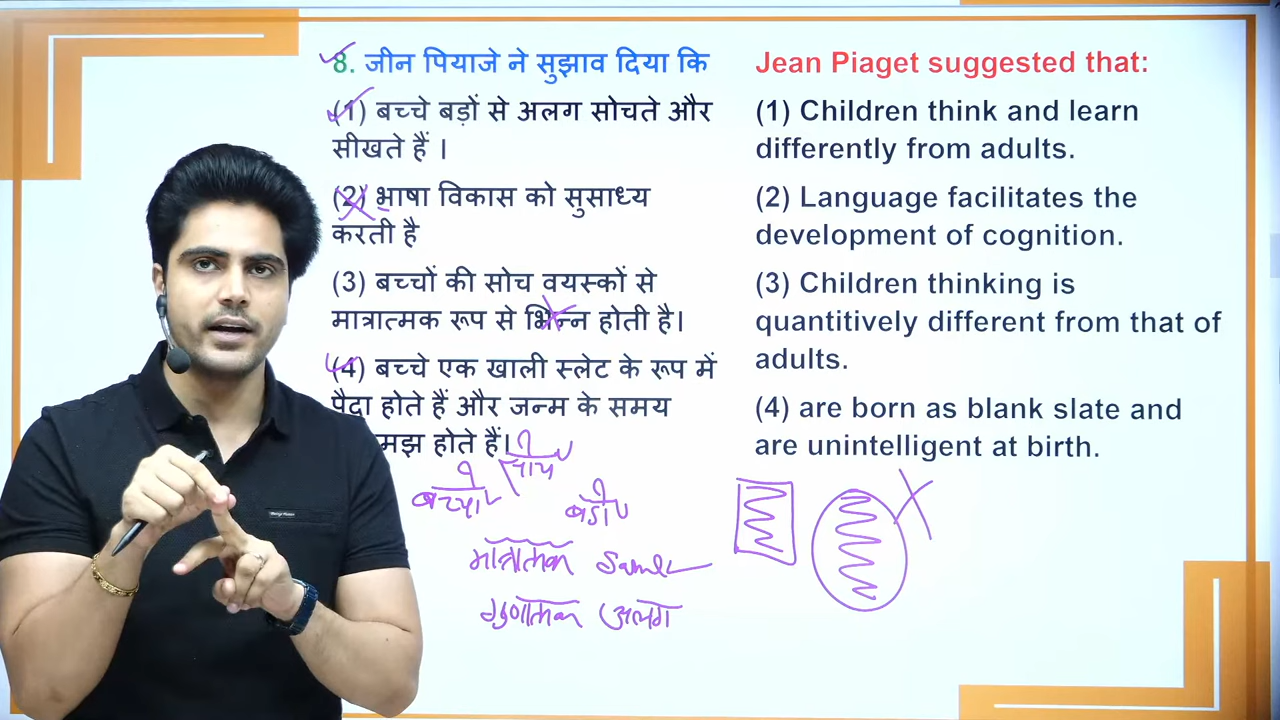 8. जीन पियाजे ने सुझाव दिया कि
(1) बच्चे बड़ों से अलग सोचते और
सीखते हैं ।
(2) भाषा विकास को सुसाध्य
करती है
(3) बच्चों की सोच वयस्कों से
मात्रात्मक रूप से भिन्न होती है।
(4) बच्चे एक खाली स्लेट के रूप में
पैदा होते हैं और जन्म के समय
मझ होते हैं।
बच्चा
बड़ा
मात्रात्मक Same
गुणात्मक अलग
Jean Piaget suggested that:
(1) Children think and learn
differently from adults.
(2) Language facilitates the
development of cognition.
(3) Children thinking is
quantitively different from that of
adults.
(4) are born as blank slate and
are unintelligent at birth.